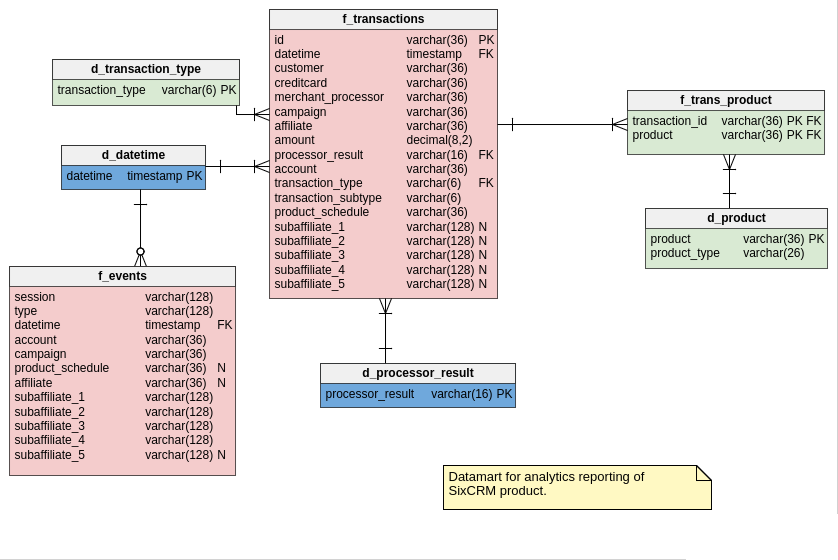 f_transactions
id varchar(36) PK
datetime timestamp FK
customer varchar(36)
creditcard varchar(36)
merchant_processor varchar(36)
campaign varchar(36)
affiliate varchar(36)
amount decimal(8,2)
processor_result varchar(16) FK
account varchar(36)
transaction_type varchar(6) FK
transaction_subtype varchar(6)
product_schedule varchar(36)
subaffiliate_1 varchar(128) N
subaffiliate_2 varchar(128) N
subaffiliate_3 varchar(128) N
subaffiliate_4 varchar(128) N
subaffiliate_5 varchar(128) N
d_transaction_type
transaction_type varchar(6) PK
d_datetime
datetime timestamp PK
f_events
session varchar(128)
type varchar(128)
datetime timestamp FK
account varchar(36)
campaign varchar(36)
product_schedule varchar(36) N
affiliate varchar(36) N
subaffiliate_1 varchar(128)
subaffiliate_2 varchar(128)
subaffiliate_3 varchar(128)
subaffiliate_4 varchar(128)
subaffiliate_5 varchar(128) N
f_trans_product
transaction_id varchar(36) PK FK
product varchar(36) PK FK
d_product
product varchar(36) PK
product_type varchar(26)
d_processor_result
processor_result varchar(16) PK
Datamart for analytics reporting of
SixCRM product.